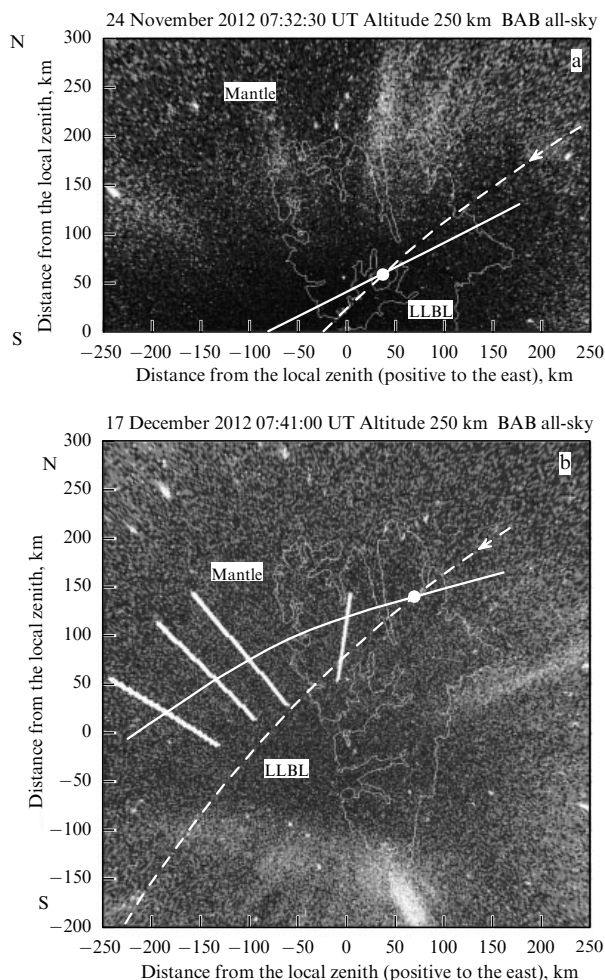 24 November 2012 07:32:30 UT Altitude 250 km BAB all-sky
N
300
a
250
Mantle
200
150
100
50
LLBL
0
S
−250 −200 −150 −100 −50 0 50 100 150 200 250
Distance from the local zenith, km
Distance from the local zenith (positive to the east), km
17 December 2012 07:41:00 UT Altitude 250 km BAB all-sky
300
N
b
250
200
Mantle
150
100
50
0
LLBL
−50
−100
−150
S
−200
−250 −200 −150 −100 −50 0 50 100 150 200 250
Distance from the local zenith, km
Distance from the local zenith (positive to the east), km